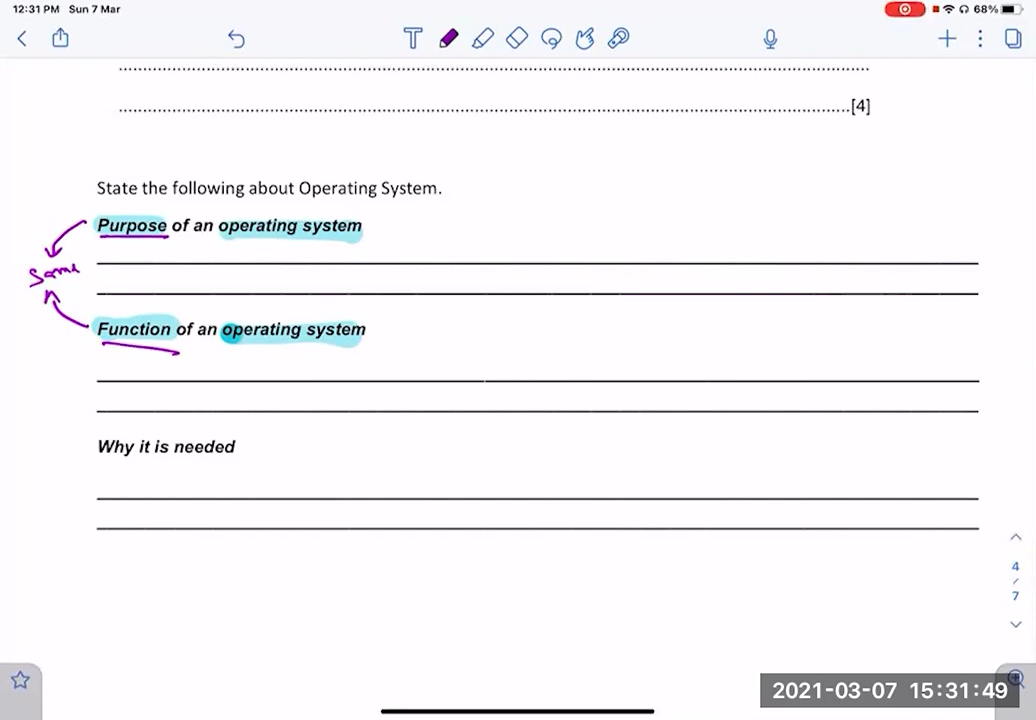 12:31 PM Sun 7 Mar
68%
T
[4]
State the following about Operating System.
Purpose of an operating system
Same
Function of an operating system
Why it is needed
4
/
7
2021-03-07 15:31:49